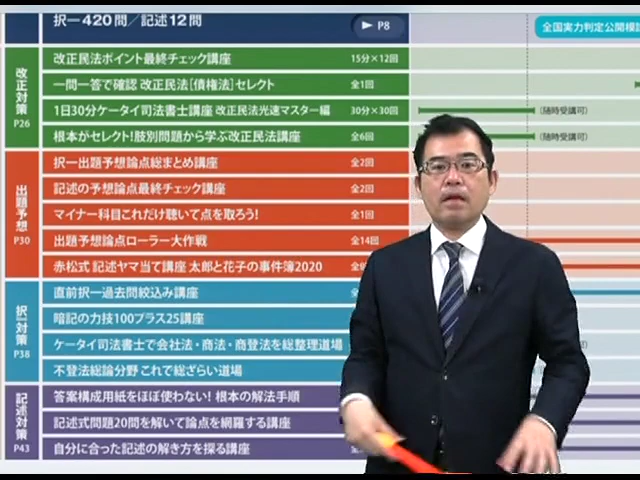 択一420問／記述12問
▶ P8
全国実力判定公開模試
改正対策
P26
改正民法ポイント最終チェック講座 15分×12回
一問一答で確認 改正民法[債権法]セレクト 全1回
1日30分ケータイ司法書士講座 改正民法光速マスター編 30分×30回 (随時受講可)
根本がセレクト!肢別問題から学ぶ改正民法講座 全6回 (随時受講可)
出題予想
P30
択一出題予想論点総まとめ講座 全2回
記述の予想論点最終チェック講座 全2回
マイナー科目これだけ聴いて点を取ろう! 全1回
出題予想論点ローラー大作戦 全14回
赤松式 記述ヤマ当て講座 太郎と花子の事件簿2020
択一対策
P38
直前択一過去問絞込み講座
暗記の力技100プラス25講座
ケータイ司法書士で会社法・商法・商登法を総整理道場
不登法総論分野 これで総ざらい道場
記述対策
P43
答案構成用紙をほぼ使わない! 根本の解法手順
記述式問題20問を解いて論点を網羅する講座
自分に合った記述の解き方を探る講座